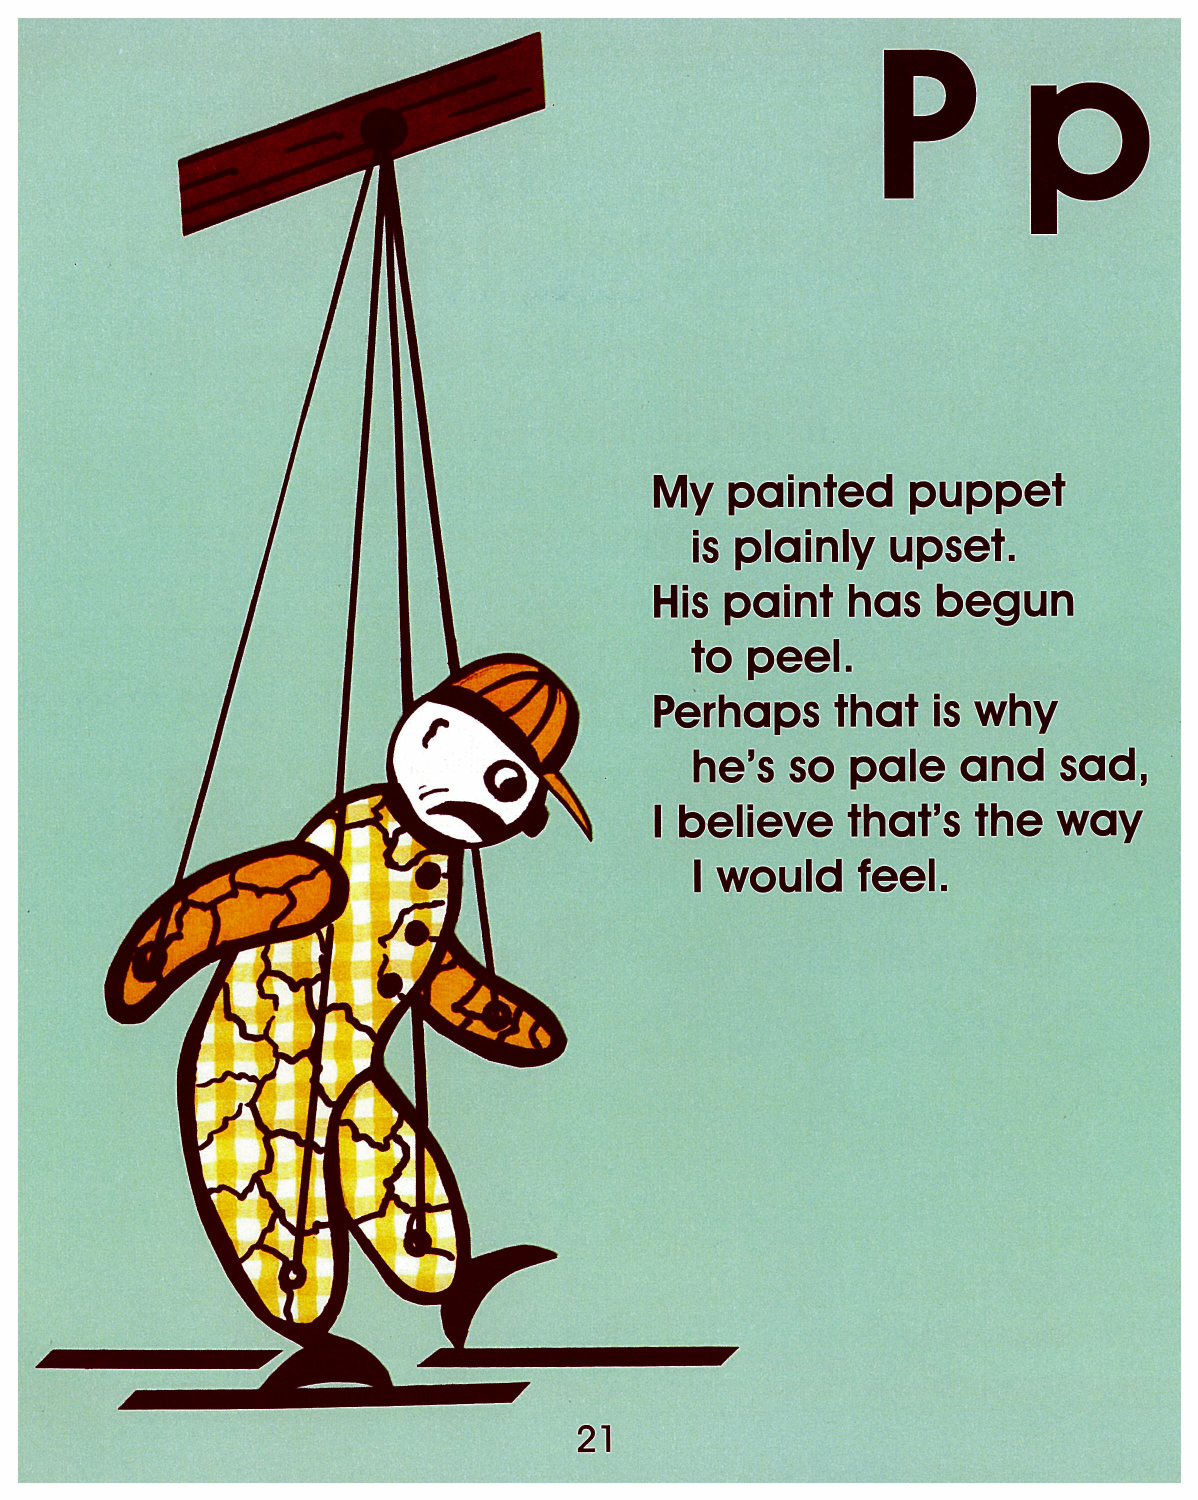 P p
My painted puppet
is plainly upset.
His paint has begun
to peel.
Perhaps that is why
he's so pale and sad,
I believe that's the way
I would feel.
21